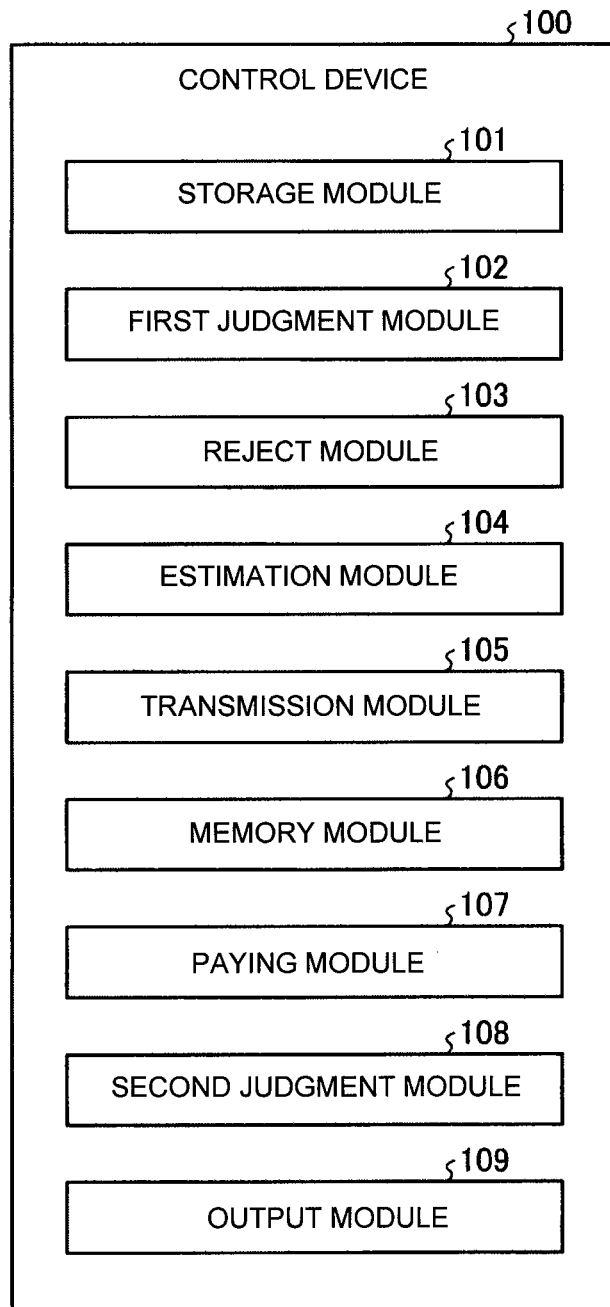 100
CONTROL DEVICE
101
STORAGE MODULE
102
FIRST JUDGMENT MODULE
103
REJECT MODULE
104
ESTIMATION MODULE
105
TRANSMISSION MODULE
106
MEMORY MODULE
107
PAYING MODULE
108
SECOND JUDGMENT MODULE
109
OUTPUT MODULE